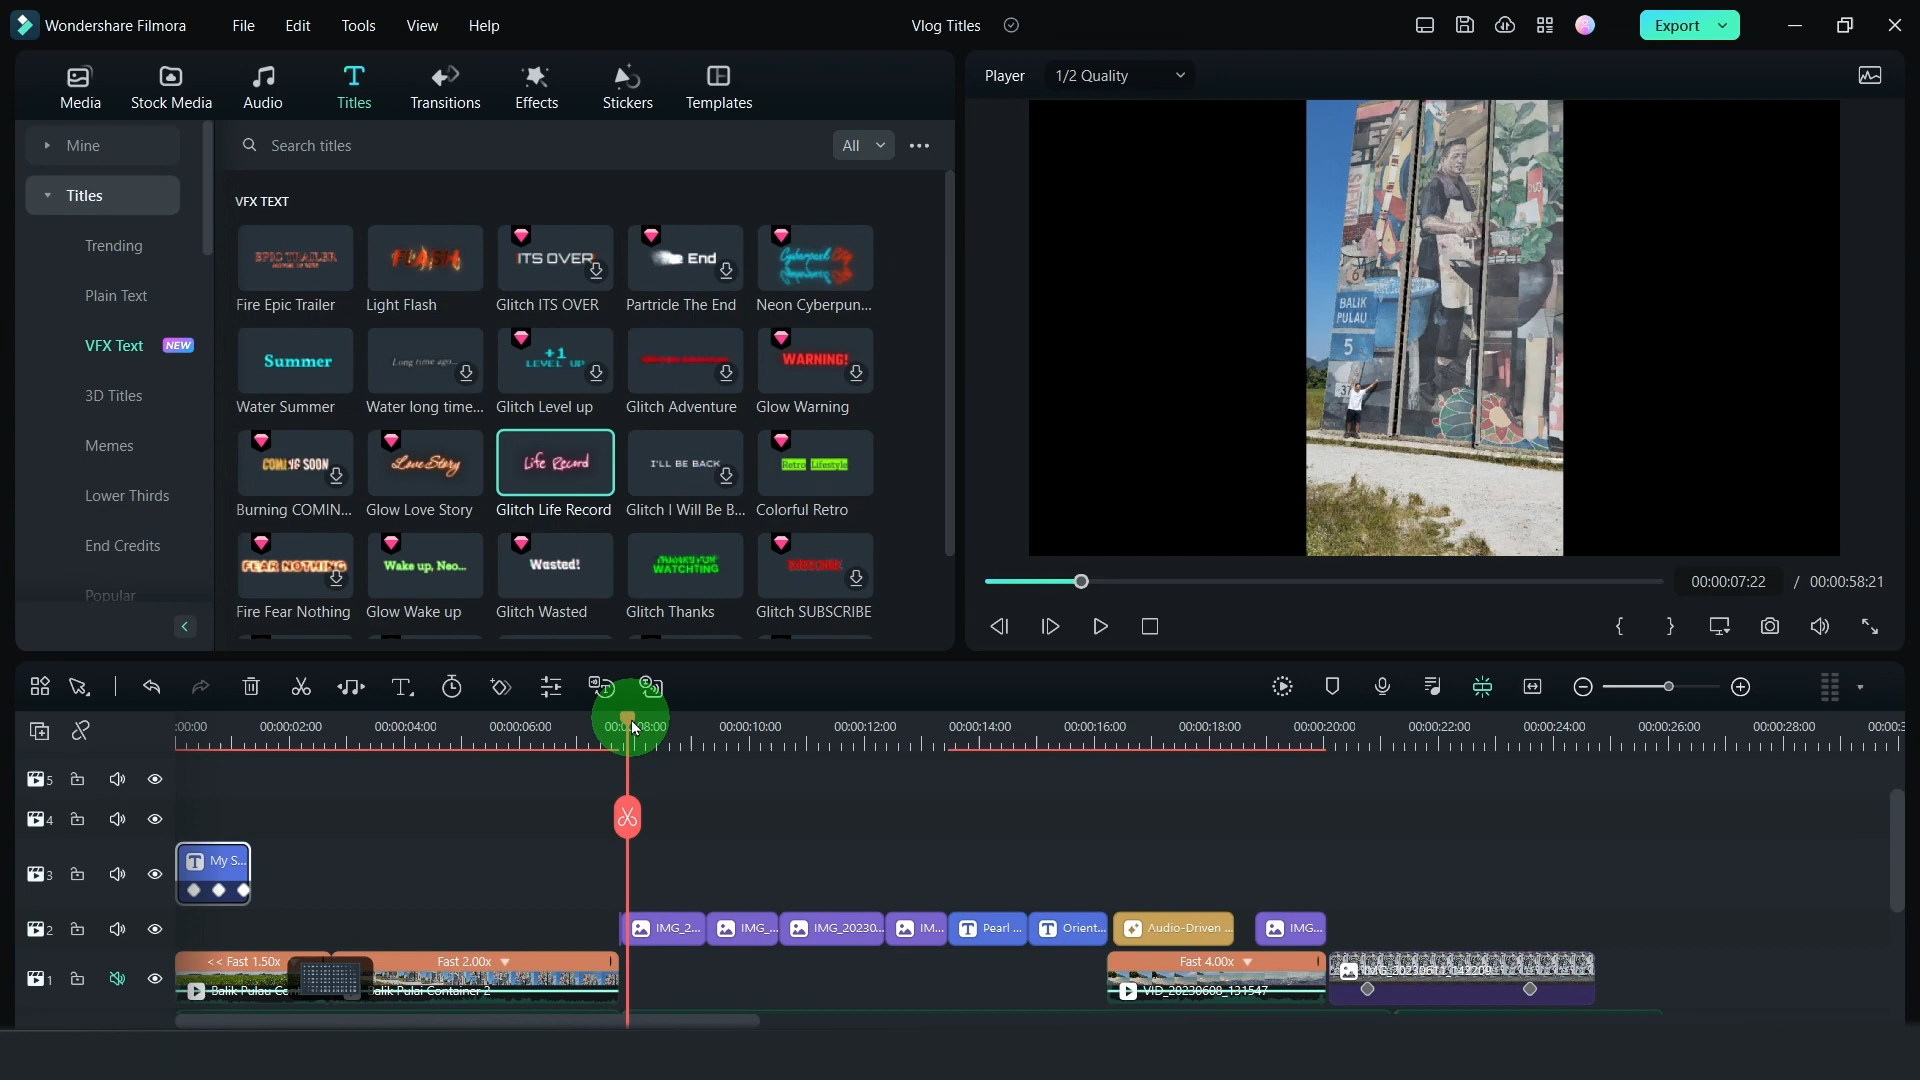 Wondershare Filmora File Edit Tools View Help Vlog Titles Export
Media Stock Media Audio Titles Transitions Effects Stickers Templates
Player 1/2 Quality
Mine
Search titles All
Titles
VFX TEXT
Trending
Plain Text
VFX Text NEW
3D Titles
Memes
Lower Thirds
End Credits
Popular
EPIC TRAILER FLASH ITS OVER The End Cyberpunk City
Fire Epic Trailer Light Flash Glitch ITS OVER Partricle The End Neon Cyberpun...
Summer Long time ago... +1 LEVEL UP WARNING!
Water Summer Water long time... Glitch Level up Glitch Adventure Glow Warning
COMING SOON Love Story Life Record I'LL BE BACK Retro Lifestyle
Burning COMIN... Glow Love Story Glitch Life Record Glitch I Will Be B... Colorful Retro
FEAR NOTHING Wake up, Neo... Wasted! THANKS FOR WATCHTING SUBSCRIBE
Fire Fear Nothing Glow Wake up Glitch Wasted Glitch Thanks Glitch SUBSCRIBE
BALIK
PULAU
5
00:00:07:22 / 00:00:58:21
:00:00 00:00:02:00 00:00:04:00 00:00:06:00 00:00:08:00 00:00:10:00 00:00:12:00 00:00:14:00 00:00:16:00 00:00:18:00 00:00:20:00 00:00:22:00 00:00:24:00 00:00:26:00 00:00:28:00 00:00:3
5
4
3 T My S...
2 IMG_2... IMG_... IMG_20230... IM... T Pearl ... T Orient... Audio-Driven ... IMG...
<< Fast 1.50x Fast 2.00x Fast 4.00x
1 Balik Pulau Co Balik Pulai Container 2 VID_20230608_131547 IMG_20230611_142209